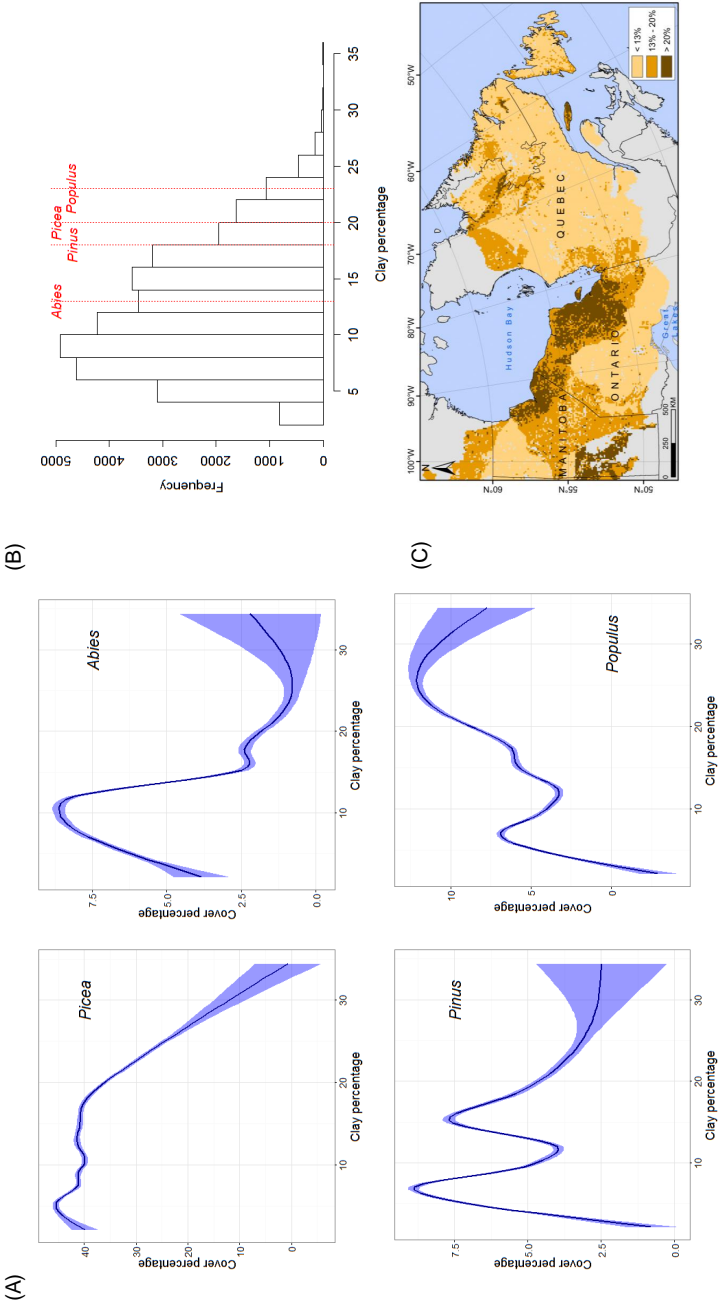 (A)
Picea
Cover percentage
40
30
20
10
0
10
20
30
Clay percentage
Abies
Cover percentage
7.5
5.0
2.5
0.0
10
20
30
Clay percentage
Pinus
Cover percentage
7.5
5.0
2.5
0.0
10
20
30
Clay percentage
Populus
Cover percentage
10
5
0
10
20
30
Clay percentage
(B)
Abies
Pinus
Picea
Populus
Frequency
5000
4000
3000
2000
1000
0
5
10
15
20
25
30
35
Clay percentage
(C)
N
100°W
90°W
80°W
70°W
60°W
50°W
60°N
55°N
50°N
Hudson Bay
MANITOBA
ONTARIO
QUEBEC
Great
Lakes
0 250 500
KM
< 13%
13% - 20%
> 20%